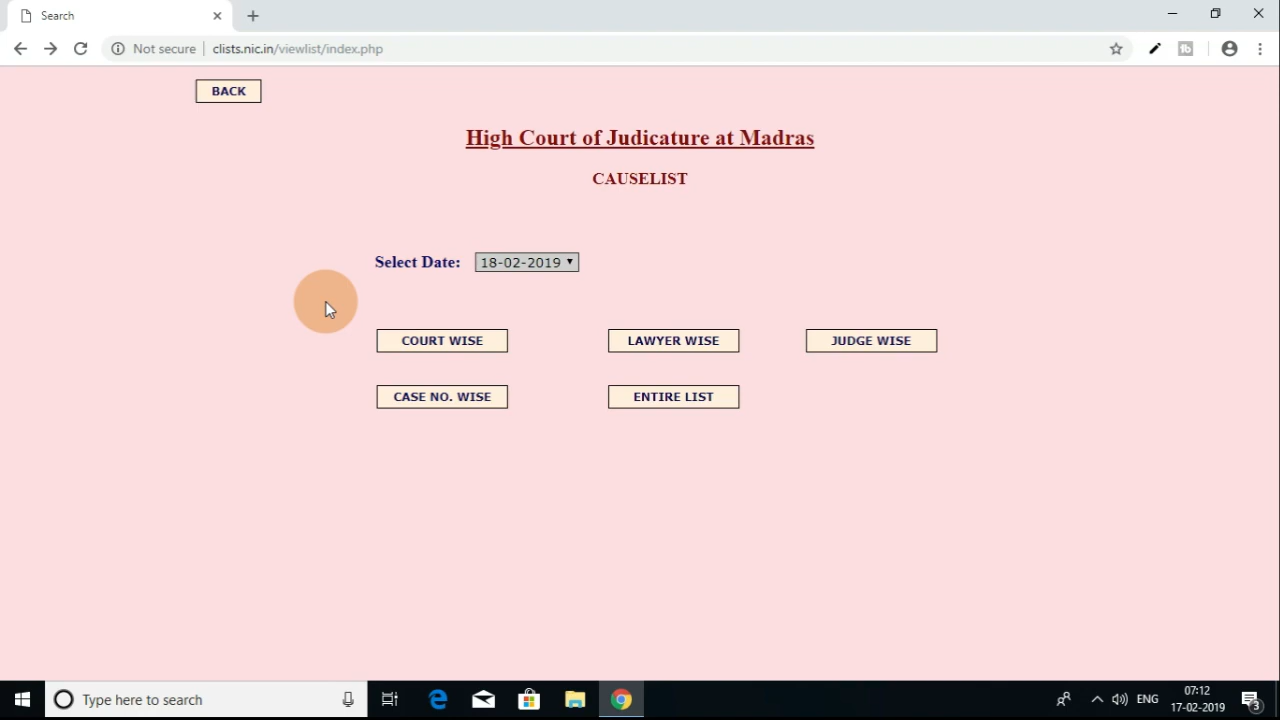 Search
Not secure
clists.nic.in/viewlist/index.php
BACK
High Court of Judicature at Madras
CAUSELIST
Select Date: 18-02-2019
COURT WISE
LAWYER WISE
JUDGE WISE
CASE NO. WISE
ENTIRE LIST
Type here to search
ENG
07:12
17-02-2019
3